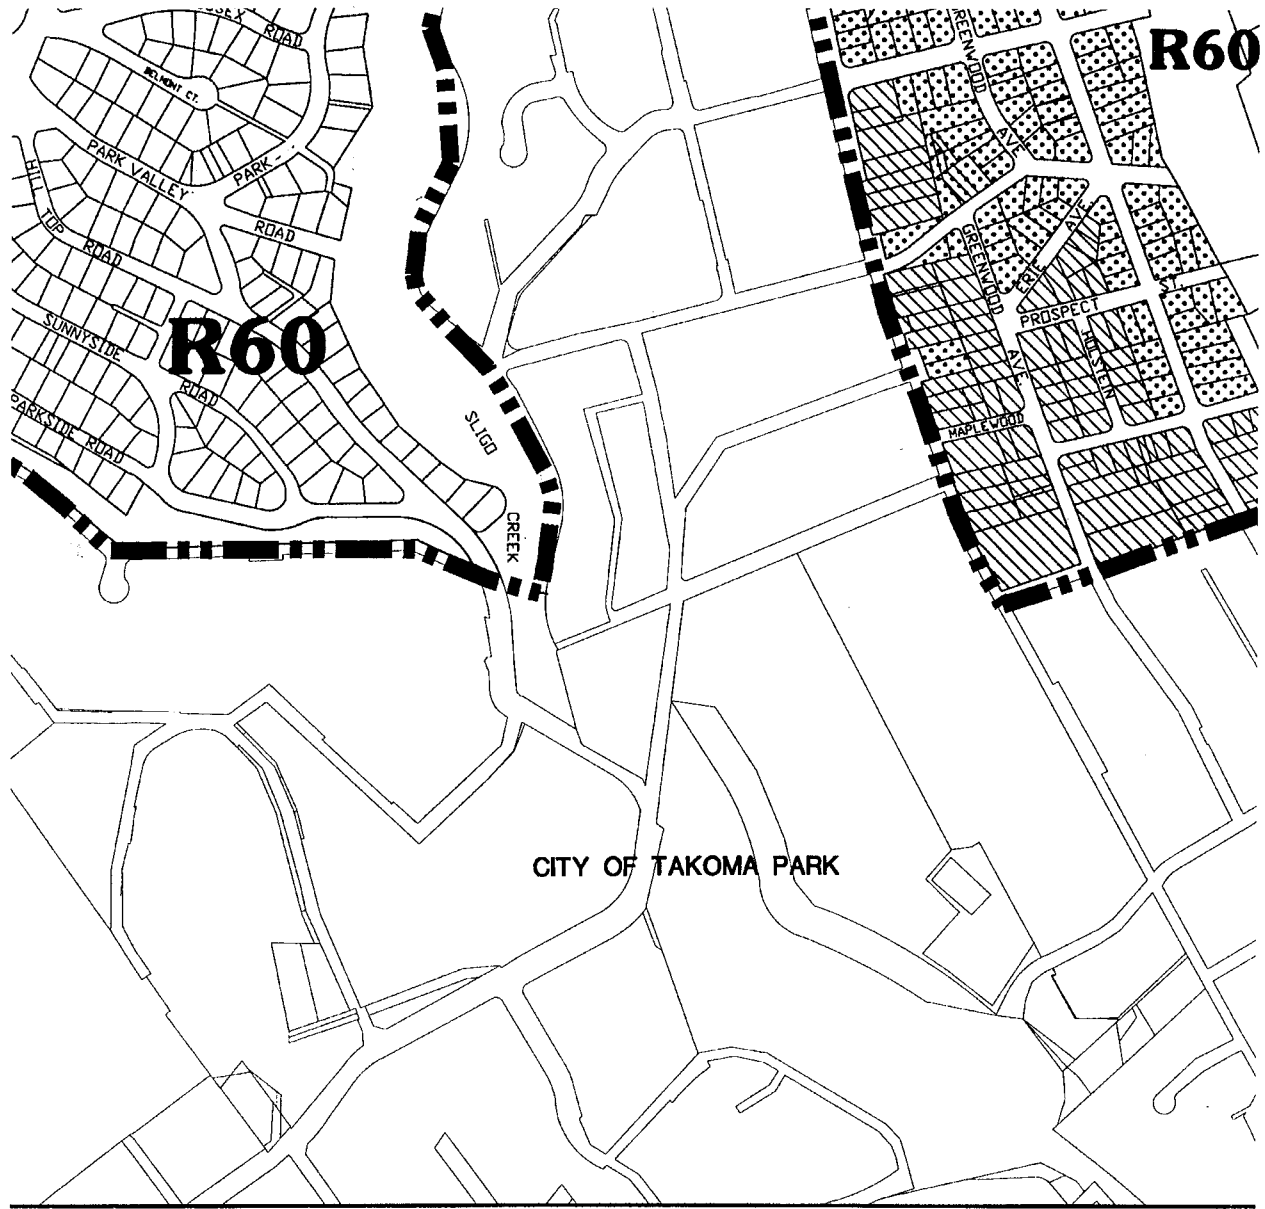 ROAD
GREENWOOD
AVE
R60
BELMONT CT.
PARK VALLEY
PARK
ROAD
HILL TOP ROAD
GREENWOOD
AVE.
ERIE AVE.
PROSPECT ST.
HOLSTEIN
MAPLEWOOD
R60
SUNNYSIDE
ROAD
PARKSIDE ROAD
SLIGO
CREEK
CITY OF TAKOMA PARK